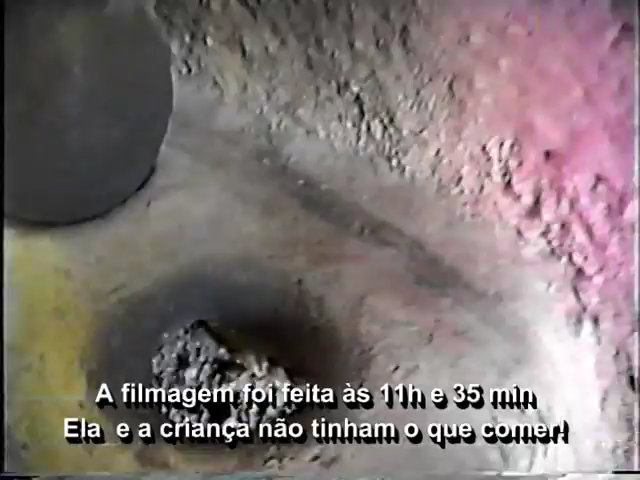 A filmagem foi feita às 11h e 35 min
Ela e a criança não tinham o que comer!